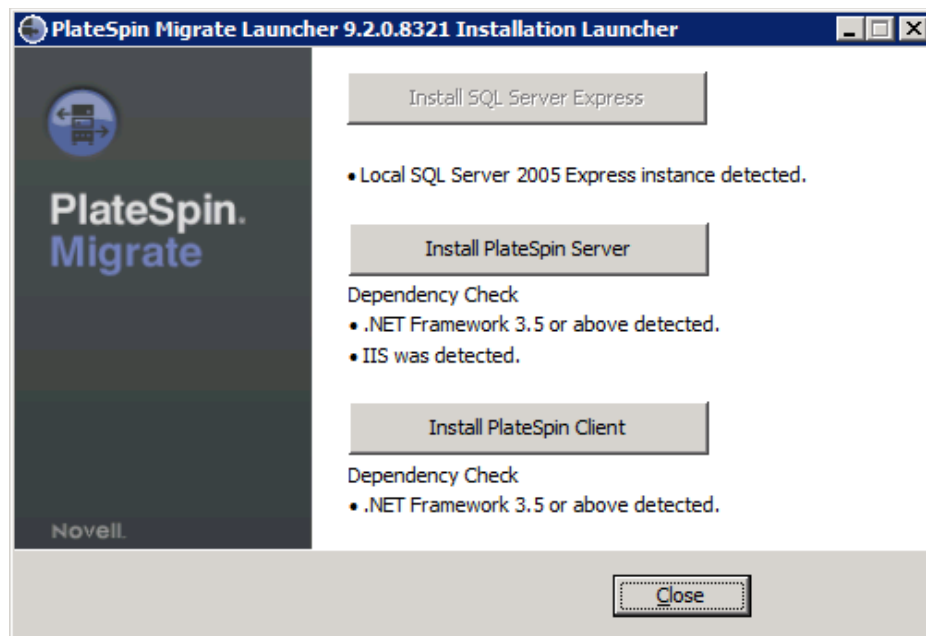 PlateSpin Migrate Launcher 9.2.0.8321 Installation Launcher
Install SQL Server Express
• Local SQL Server 2005 Express instance detected.
PlateSpin.
Migrate
Install PlateSpin Server
Dependency Check
• .NET Framework 3.5 or above detected.
• IIS was detected.
Install PlateSpin Client
Dependency Check
• .NET Framework 3.5 or above detected.
Novell.
Close